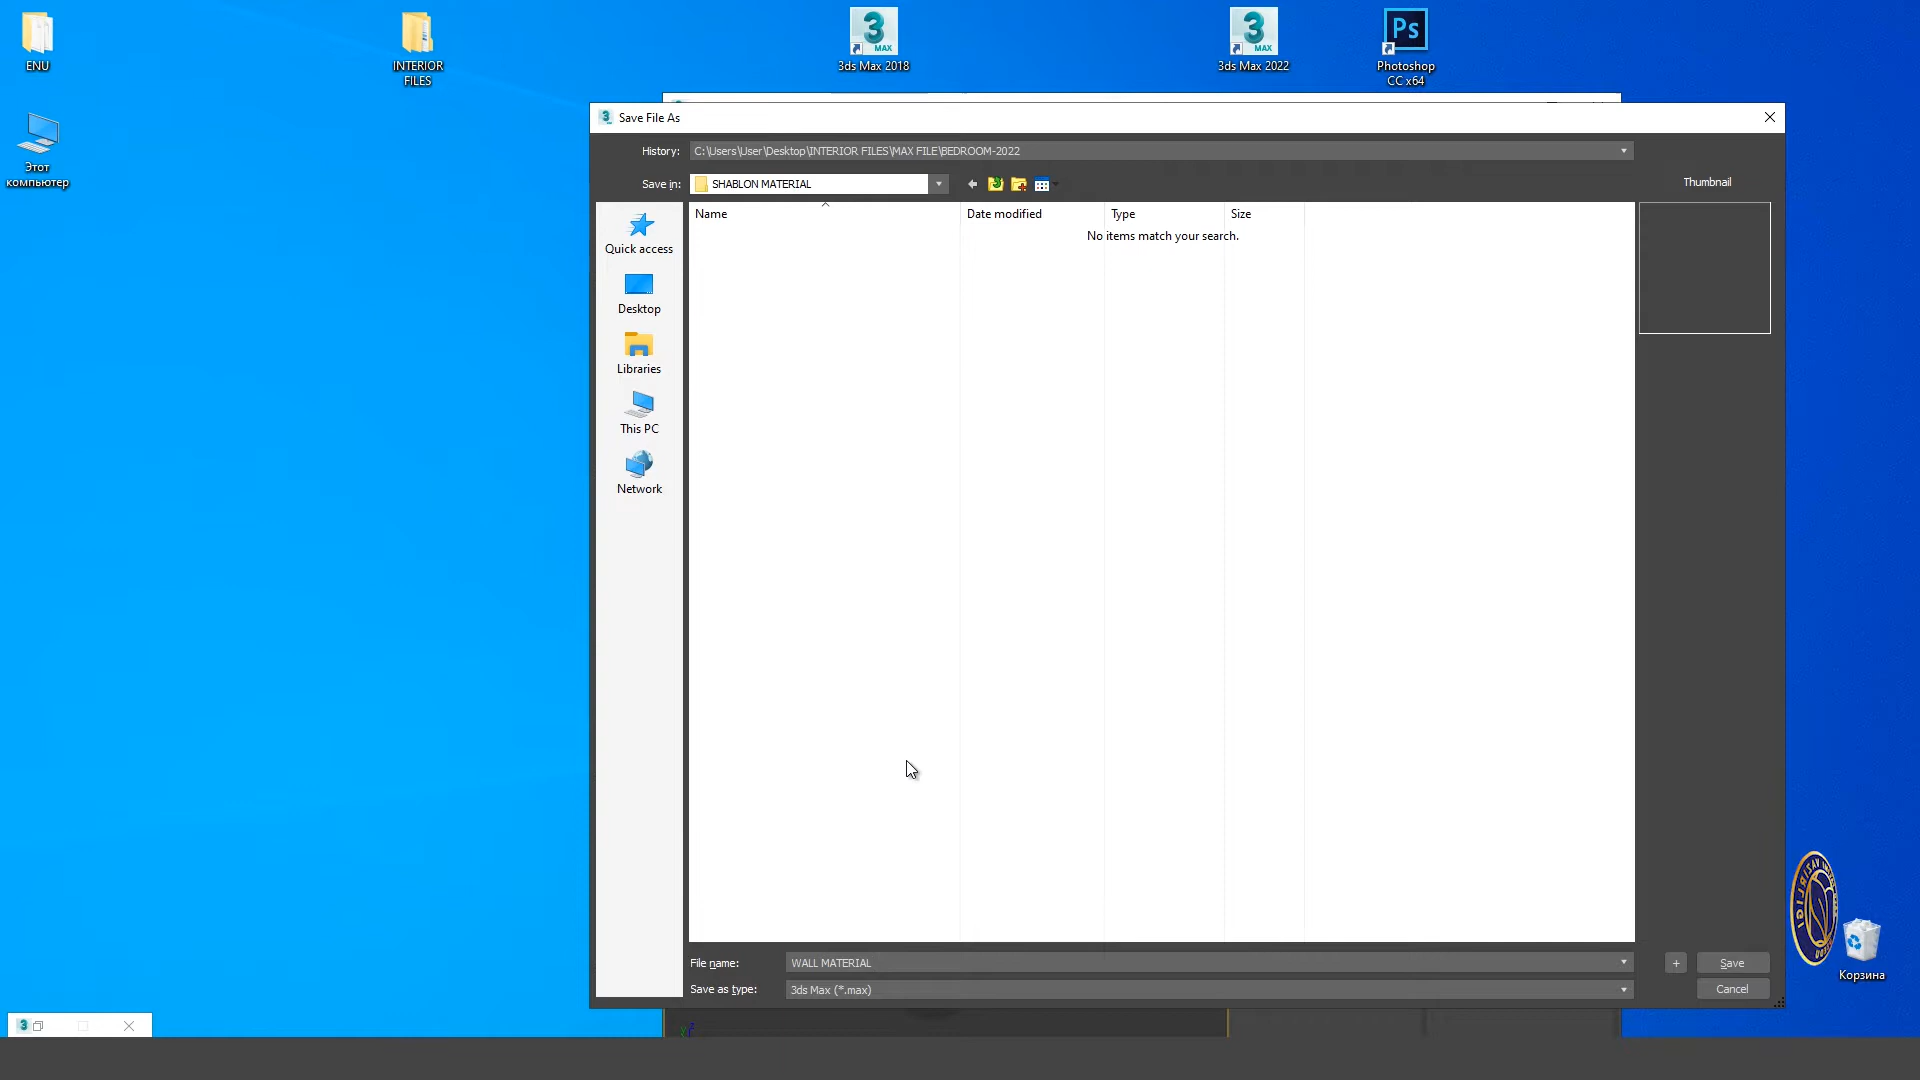 ENU
INTERIOR
FILES
3ds Max 2018
3ds Max 2022
Photoshop
CC x64
Этот
компьютер
Save File As
History:
C:\Users\User\Desktop\INTERIOR FILES\MAX FILE\BEDROOM-2022
Save in:
SHABLON MATERIAL
Thumbnail
Name
Date modified
Type
Size
No items match your search.
Quick access
Desktop
Libraries
This PC
Network
File name:
WALL MATERIAL
+
Save
Save as type:
3ds Max (*.max)
Cancel
Корзина